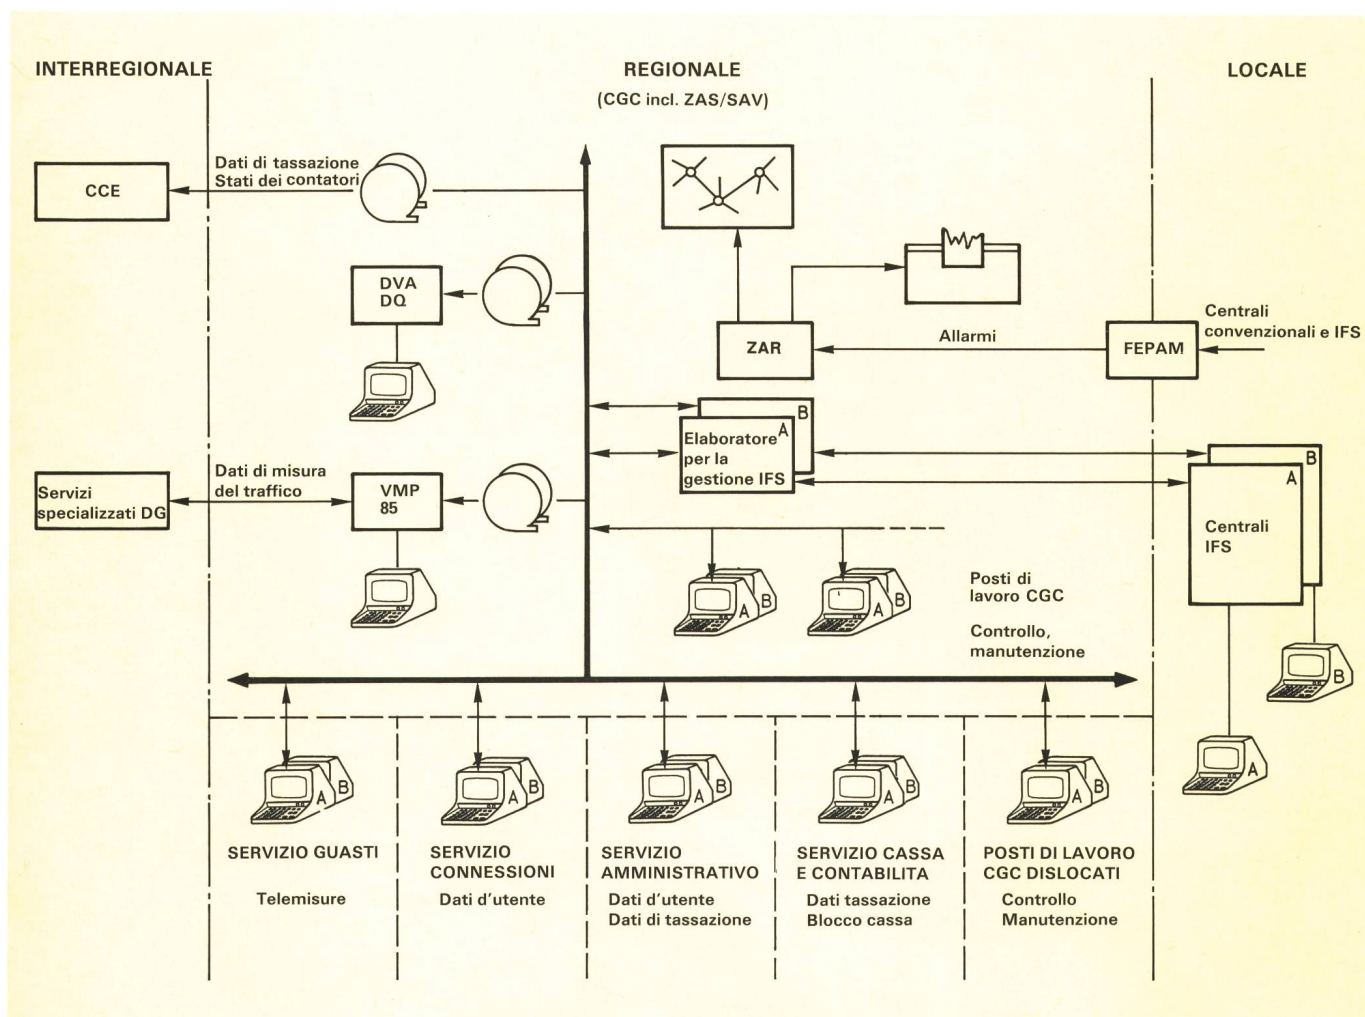 INTERREGIONALE
REGIONALE
(CGC incl. ZAS/SAV)
LOCALE
Dati di tassazione
Stati dei contatori
CCE
DVA
DQ
ZAR
Allarmi
FEPAM
Centrali
convenzionali e IFS
B
A
Elaboratore
per la
gestione IFS
B
A
Centrali
IFS
Dati di misura
del traffico
Servizi
specializzati DG
VMP
85
A B
A B
Posti di
lavoro CGC
Controllo,
manutenzione
B
A
A B
A B
A B
A B
A B
SERVIZIO GUASTI
Telemisure
SERVIZIO
CONNESSIONI
Dati d'utente
SERVIZIO
AMMINISTRATIVO
Dati d'utente
Dati di tassazione
SERVIZIO CASSA
E CONTABILITA
Dati tassazione
Blocco cassa
POSTI DI LAVORO
CGC DISLOCATI
Controllo
Manutenzione